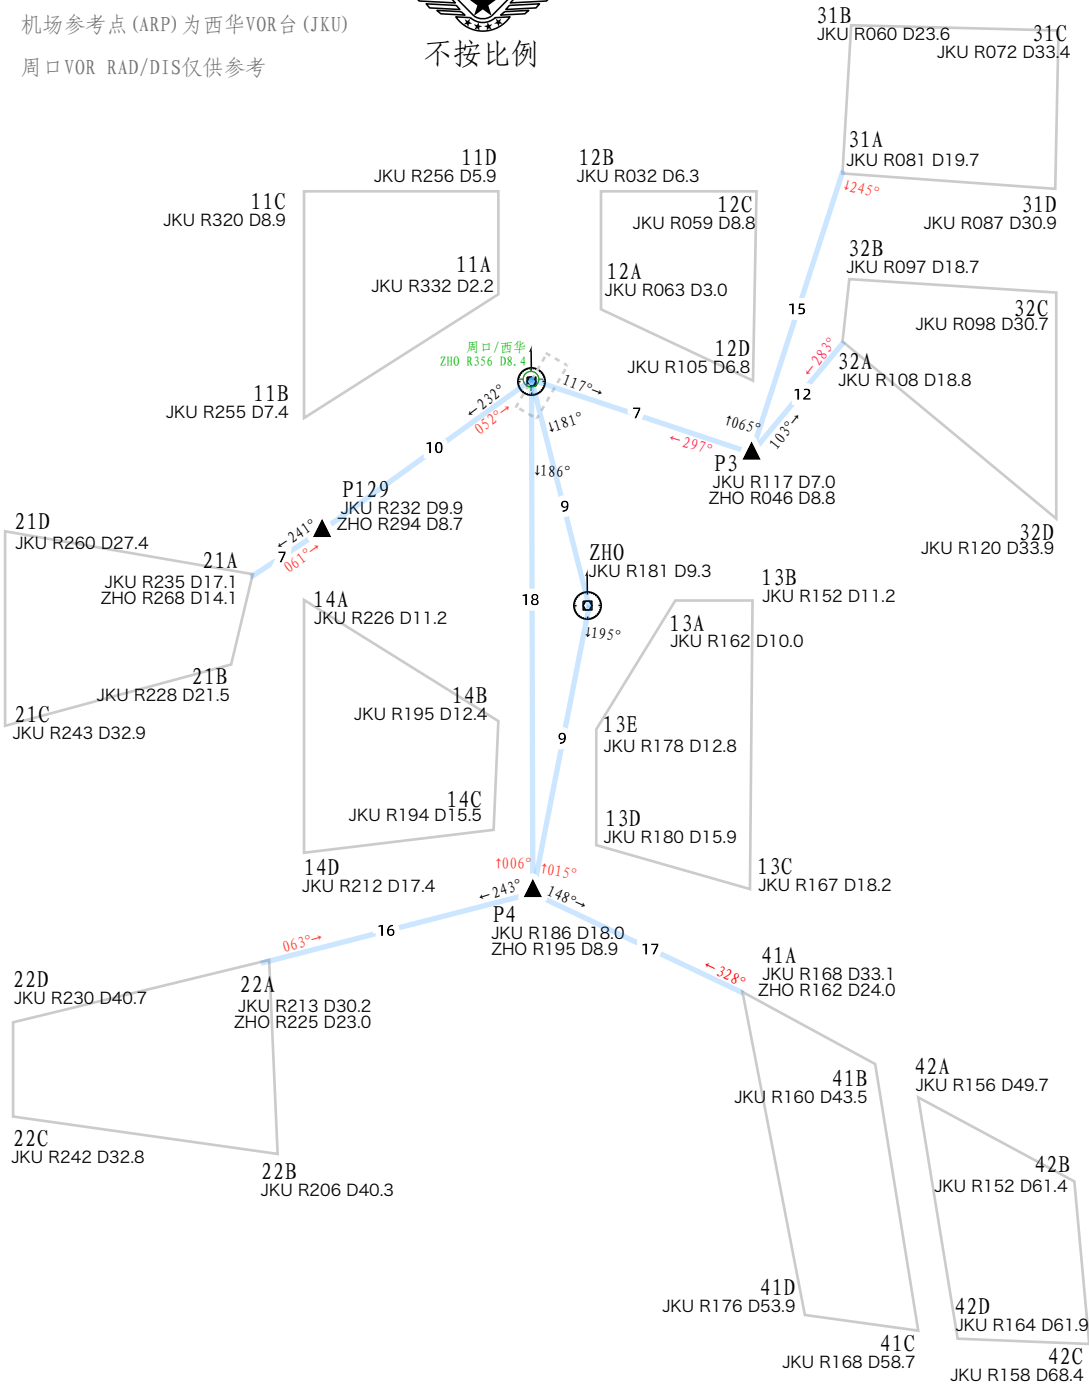 机场参考点(ARP)为西华VOR台(JKU)
周口VOR RAD/DIS仅供参考
不按比例
31B
JKU R060 D23.6
31C
JKU R072 D33.4
31A
JKU R081 D19.7
↓245°
31D
JKU R087 D30.9
11D
JKU R256 D5.9
11C
JKU R320 D8.9
11A
JKU R332 D2.2
11B
JKU R255 D7.4
12B
JKU R032 D6.3
12C
JKU R059 D8.8
12A
JKU R063 D3.0
12D
JKU R105 D6.8
32B
JKU R097 D18.7
32C
JKU R098 D30.7
32A
JKU R108 D18.8
32D
JKU R120 D33.9
15
←283°
12
↑065°
103°→
周口/西华
ZHO R356 D8.4
117°→
7
←297°
P3
JKU R117 D7.0
ZHO R046 D8.8
←232°
052°→
10
↓181°
↓186°
9
18
P129
JKU R232 D9.9
ZHO R294 D8.7
←241°
7
061°→
21D
JKU R260 D27.4
21A
JKU R235 D17.1
ZHO R268 D14.1
21B
JKU R228 D21.5
21C
JKU R243 D32.9
ZHO
JKU R181 D9.3
↓195°
9
14A
JKU R226 D11.2
14B
JKU R195 D12.4
14C
JKU R194 D15.5
14D
JKU R212 D17.4
13B
JKU R152 D11.2
13A
JKU R162 D10.0
13E
JKU R178 D12.8
13D
JKU R180 D15.9
13C
JKU R167 D18.2
↑006°
↑015°
←243°
148°→
P4
JKU R186 D18.0
ZHO R195 D8.9
063°→
16
17
←328°
22D
JKU R230 D40.7
22A
JKU R213 D30.2
ZHO R225 D23.0
22C
JKU R242 D32.8
22B
JKU R206 D40.3
41A
JKU R168 D33.1
ZHO R162 D24.0
41B
JKU R160 D43.5
42A
JKU R156 D49.7
42B
JKU R152 D61.4
41D
JKU R176 D53.9
41C
JKU R168 D58.7
42D
JKU R164 D61.9
42C
JKU R158 D68.4